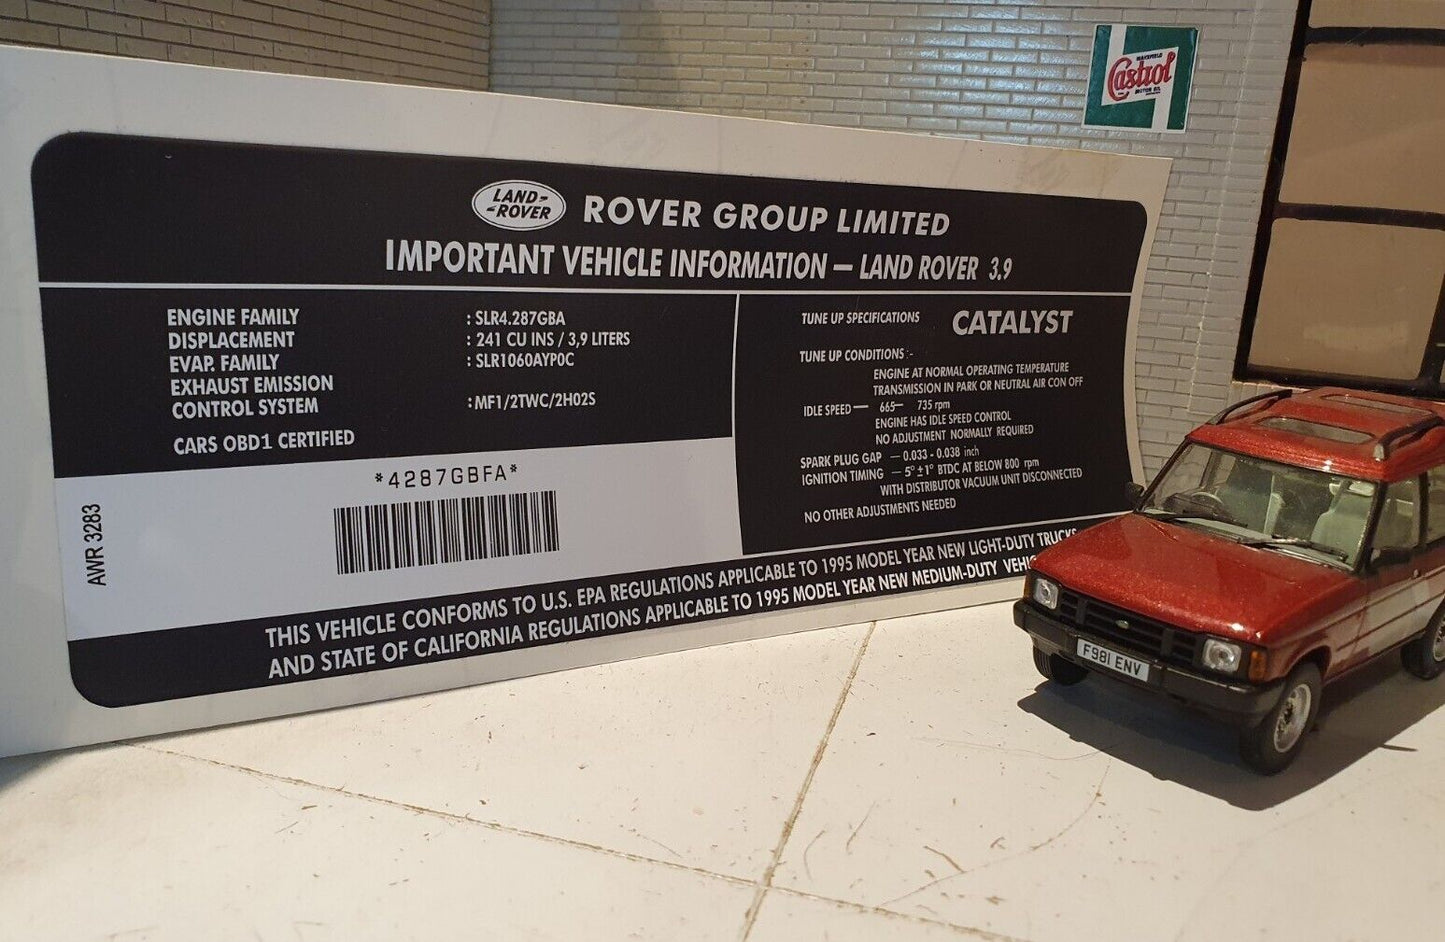 WAKEFIELD
Castrol
MOTOR OIL
LAND-
-ROVER
ROVER GROUP LIMITED
IMPORTANT VEHICLE INFORMATION — LAND ROVER 3.9
ENGINE FAMILY : SLR4.287GBA
DISPLACEMENT : 241 CU INS / 3,9 LITERS
EVAP. FAMILY : SLR1060AYP0C
EXHAUST EMISSION
CONTROL SYSTEM : MF1/2TWC/2H02S
CARS OBD1 CERTIFIED
*4287GBFA*
AWR 3283
TUNE UP SPECIFICATIONS CATALYST
TUNE UP CONDITIONS :-
ENGINE AT NORMAL OPERATING TEMPERATURE
TRANSMISSION IN PARK OR NEUTRAL AIR CON OFF
IDLE SPEED — 665— 735 rpm
ENGINE HAS IDLE SPEED CONTROL
NO ADJUSTMENT NORMALLY REQUIRED
SPARK PLUG GAP — 0.033 - 0.038 inch
IGNITION TIMING — 5° ±1° BTDC AT BELOW 800 rpm
WITH DISTRIBUTOR VACUUM UNIT DISCONNECTED
NO OTHER ADJUSTMENTS NEEDED
THIS VEHICLE CONFORMS TO U.S. EPA REGULATIONS APPLICABLE TO 1995 MODEL YEAR NEW LIGHT-DUTY TRUCKS
AND STATE OF CALIFORNIA REGULATIONS APPLICABLE TO 1995 MODEL YEAR NEW MEDIUM-DUTY
F981 ENV